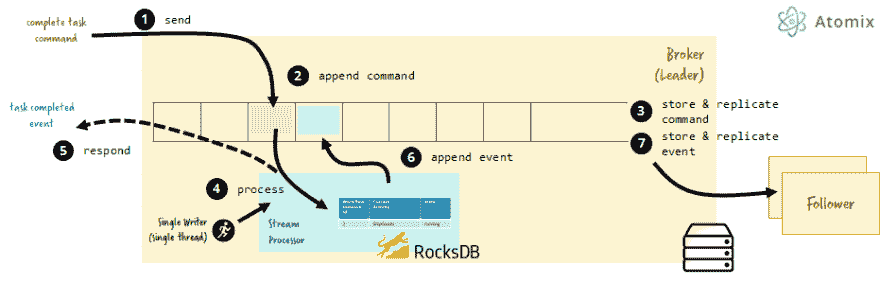 complete task
command
1 send
Atomix
Broker
(Leader)
2 append command
3 store & replicate
command
7 store & replicate
event
task completed
event
5 respond
6 append event
4 process
Single Writer
(single thread)
Stream
Processor
RocksDB
Follower